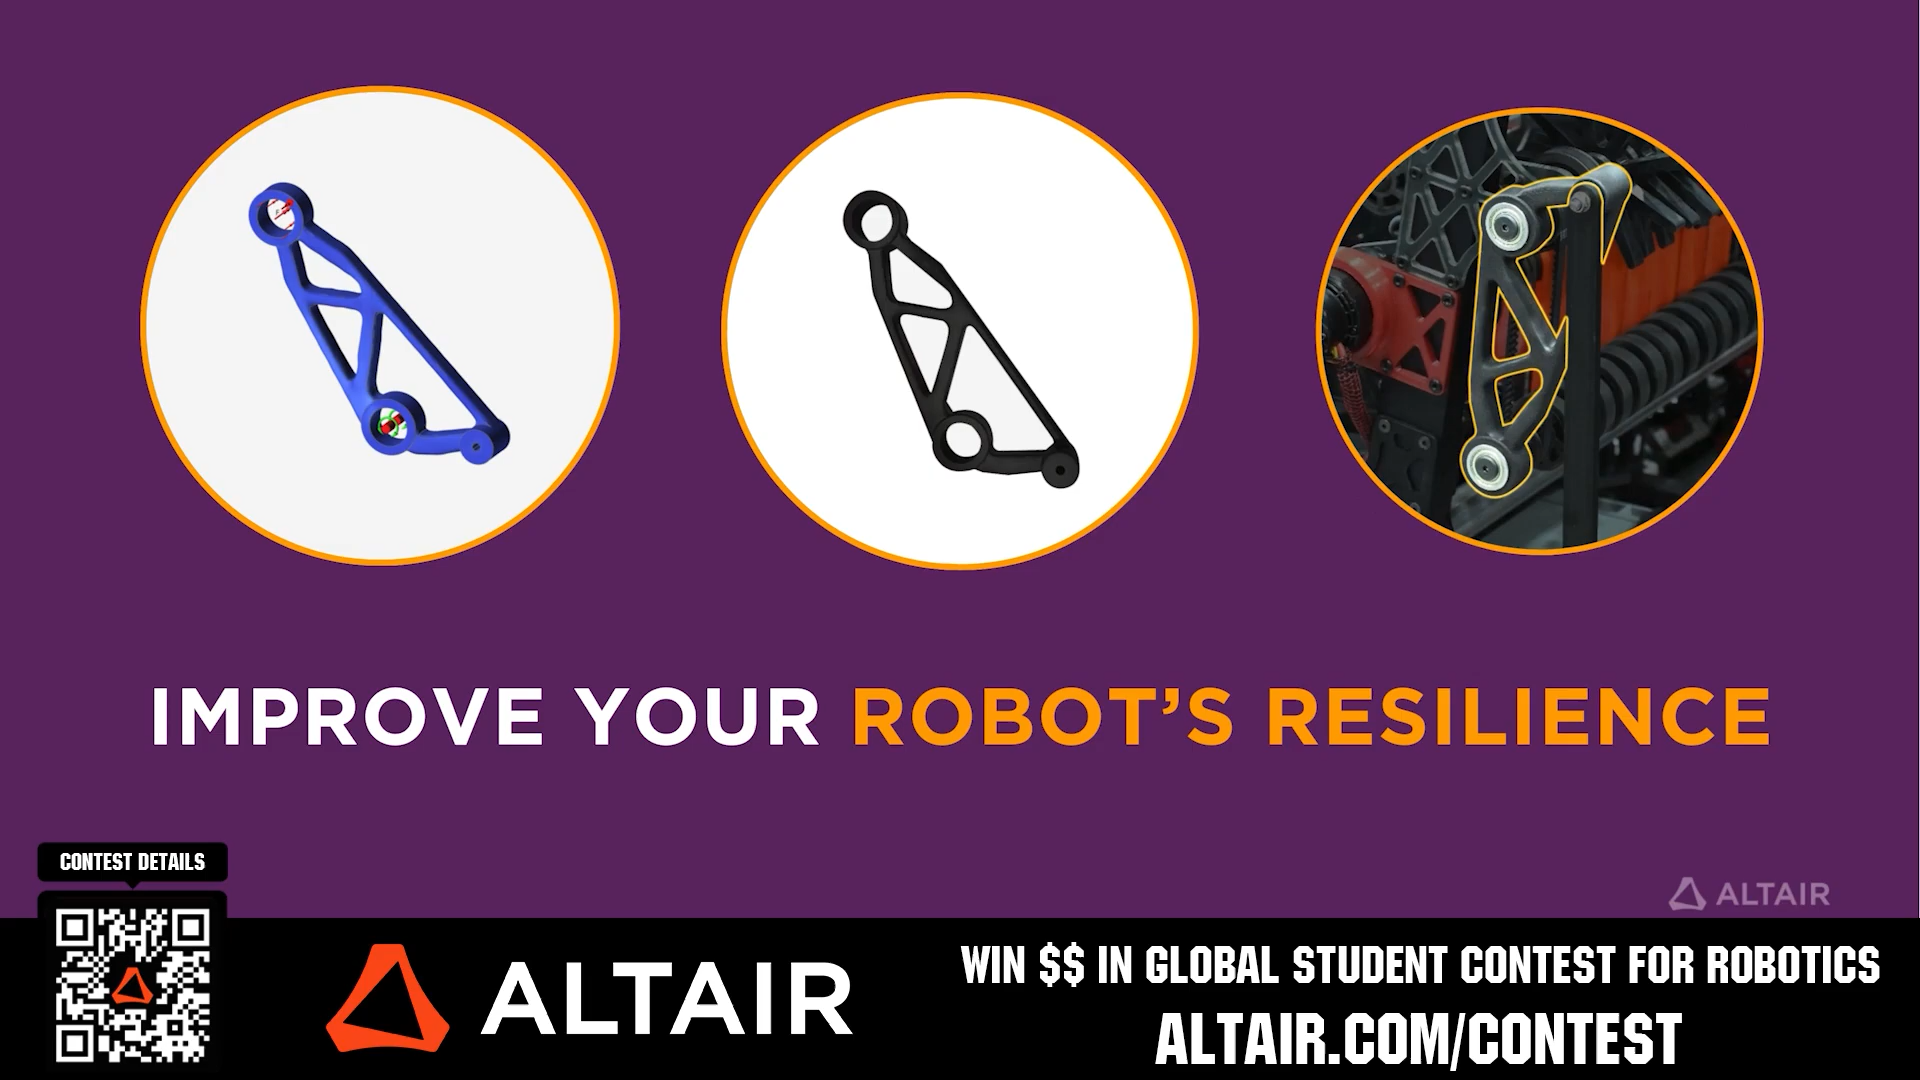 IMPROVE YOUR ROBOT'S RESILIENCE
CONTEST DETAILS
ALTAIR
ALTAIR
WIN $$ IN GLOBAL STUDENT CONTEST FOR ROBOTICS
ALTAIR.COM/CONTEST